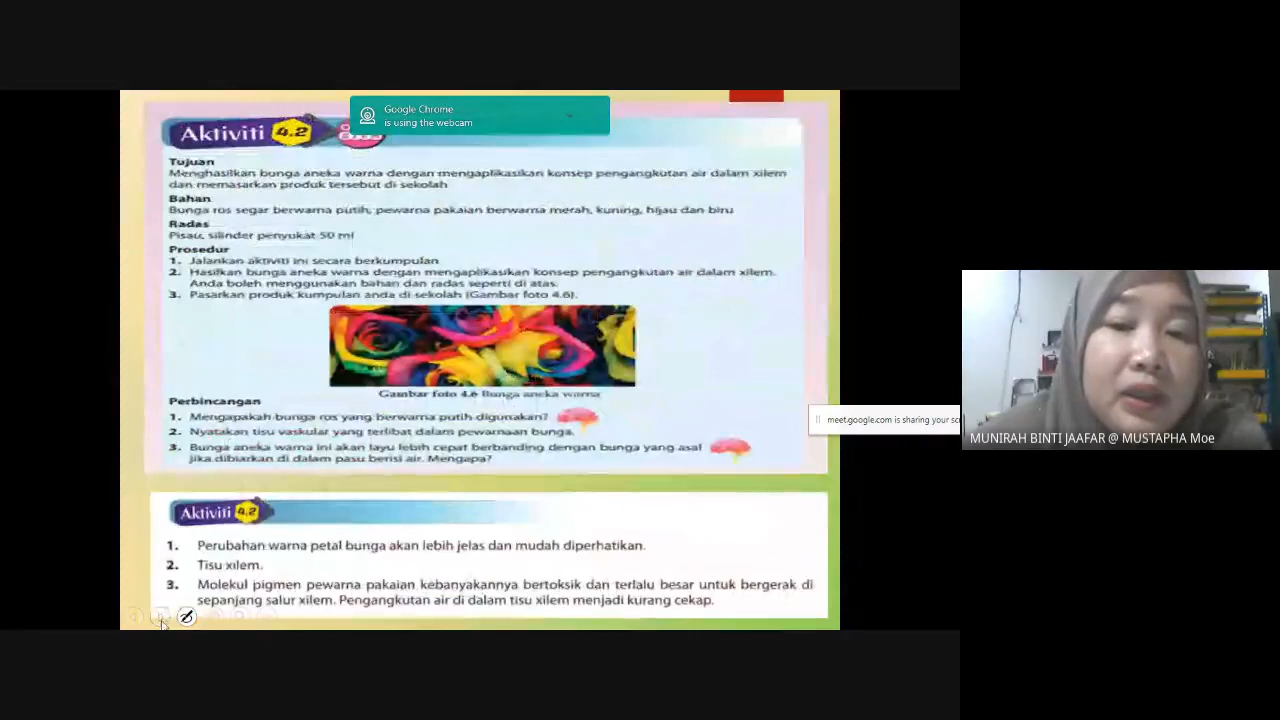 Google Chrome
is using the webcam
Aktiviti 4.2
Tujuan
Menghasilkan bunga aneka warna dengan mengaplikasikan konsep pengangkutan air dalam xilem
dan memasarkan produk tersebut di sekolah
Bahan
Bunga ros segar berwarna putih, pewarna pakaian berwarna merah, kuning, hijau dan biru
Radas
Pisau, silinder penyukat 50 ml
Prosedur
1. Jalankan aktiviti ini secara berkumpulan.
2. Hasilkan bunga aneka warna dengan mengaplikasikan konsep pengangkutan air dalam xilem.
Anda boleh menggunakan bahan dan radas seperti di atas.
3. Pasarkan produk kumpulan anda di sekolah (Gambar foto 4.6).
Gambar foto 4.6 Bunga aneka warna
Perbincangan
1. Mengapakah bunga ros yang berwarna putih digunakan?
2. Nyatakan tisu vaskular yang terlibat dalam pewarnaan bunga.
3. Bunga aneka warna ini akan layu lebih cepat berbanding dengan bunga yang asal
jika dibiarkan di dalam pasu berisi air. Mengapa?
meet.google.com is sharing your
MUNIRAH BINTI JAAFAR @ MUSTAPHA Moe
Aktiviti 4.2
1. Perubahan warna petal bunga akan lebih jelas dan mudah diperhatikan.
2. Tisu xilem.
3. Molekul pigmen pewarna pakaian kebanyakannya bertoksik dan terlalu besar untuk bergerak di
sepanjang salur xilem. Pengangkutan air di dalam tisu xilem menjadi kurang cekap.